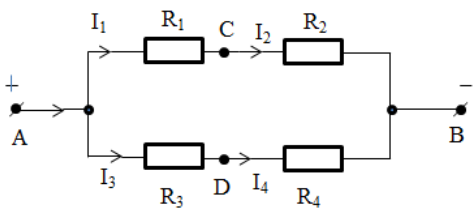 I₁ R₁ C I₂ R₂
+ −
A B
I₃ R₃ D I₄ R₄